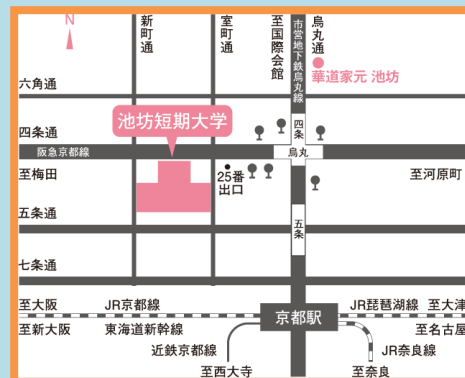 N
新町通
室町通
至国際会館
市営地下鉄烏丸線
烏丸通
華道家元 池坊
六角通
池坊短期大学
四条通
四条
阪急京都線
烏丸
至梅田
25番
出口
至河原町
五条通
五条
七条通
至大阪
JR京都線
京都駅
JR琵琶湖線
至大津
至新大阪
東海道新幹線
至名古屋
近鉄京都線
JR奈良線
至西大寺
至奈良